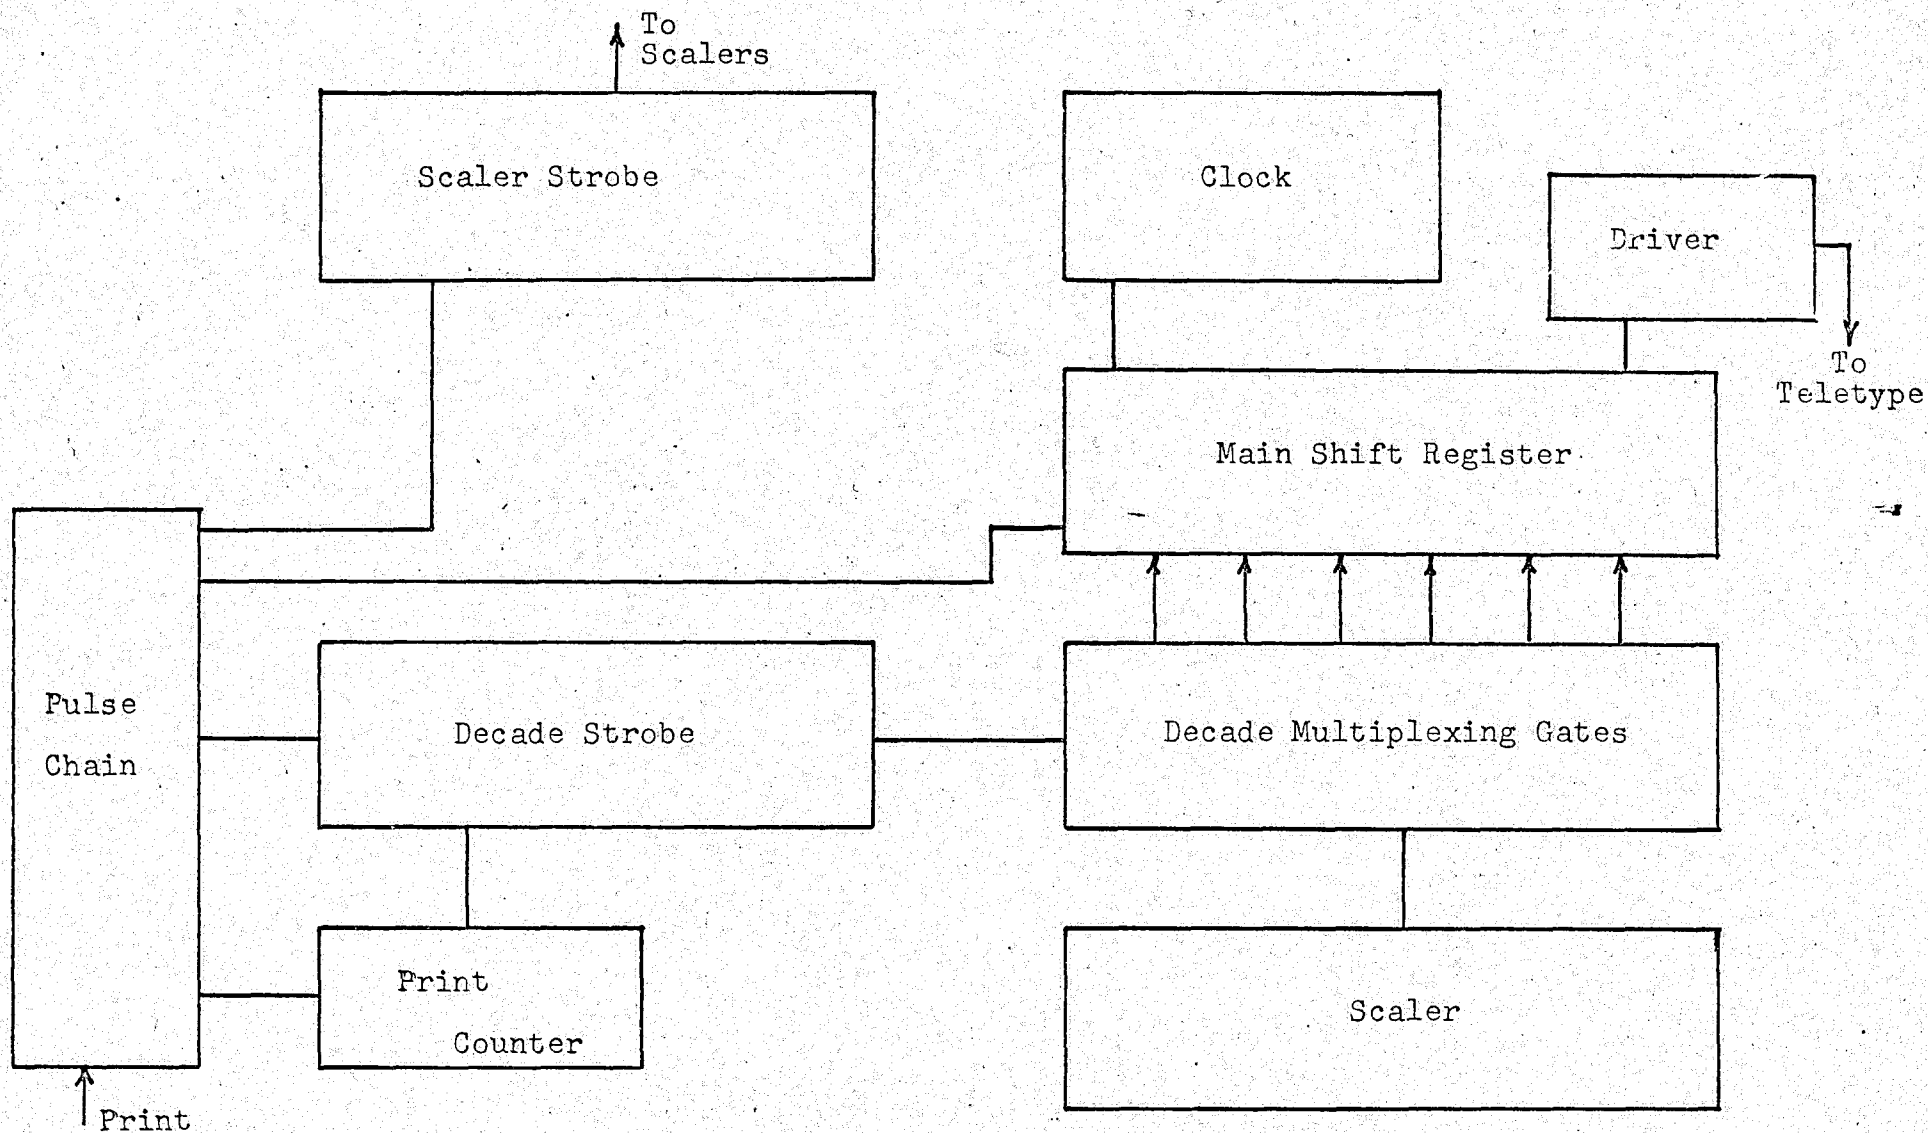 To
Scalers
Scaler Strobe
Clock
Driver
To
Teletype
Main Shift Register
Pulse
Chain
Decade Strobe
Decade Multiplexing Gates
Print
Counter
Scaler
Print